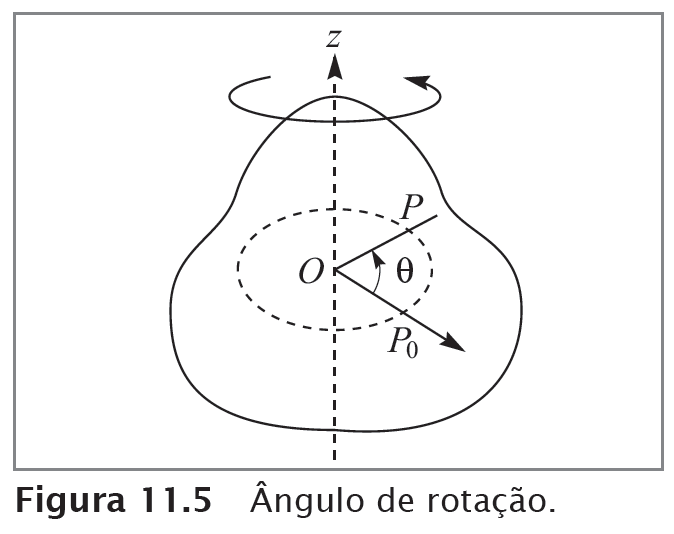 z
P
O θ
P₀
Figura 11.5 Ângulo de rotação.